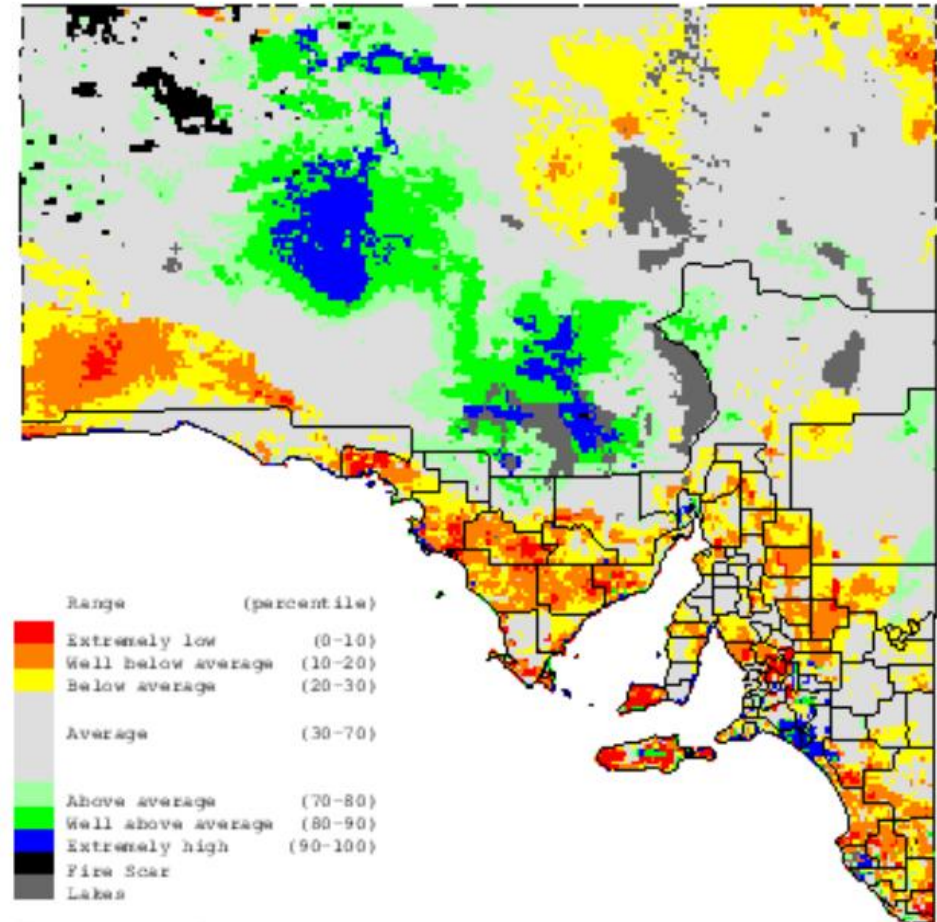 Range (percentile)
Extremely low (0-10)
Well below average (10-20)
Below average (20-30)
Average (30-70)
Above average (70-80)
Well above average (80-90)
Extremely high (90-100)
Fire Scar
Lakes